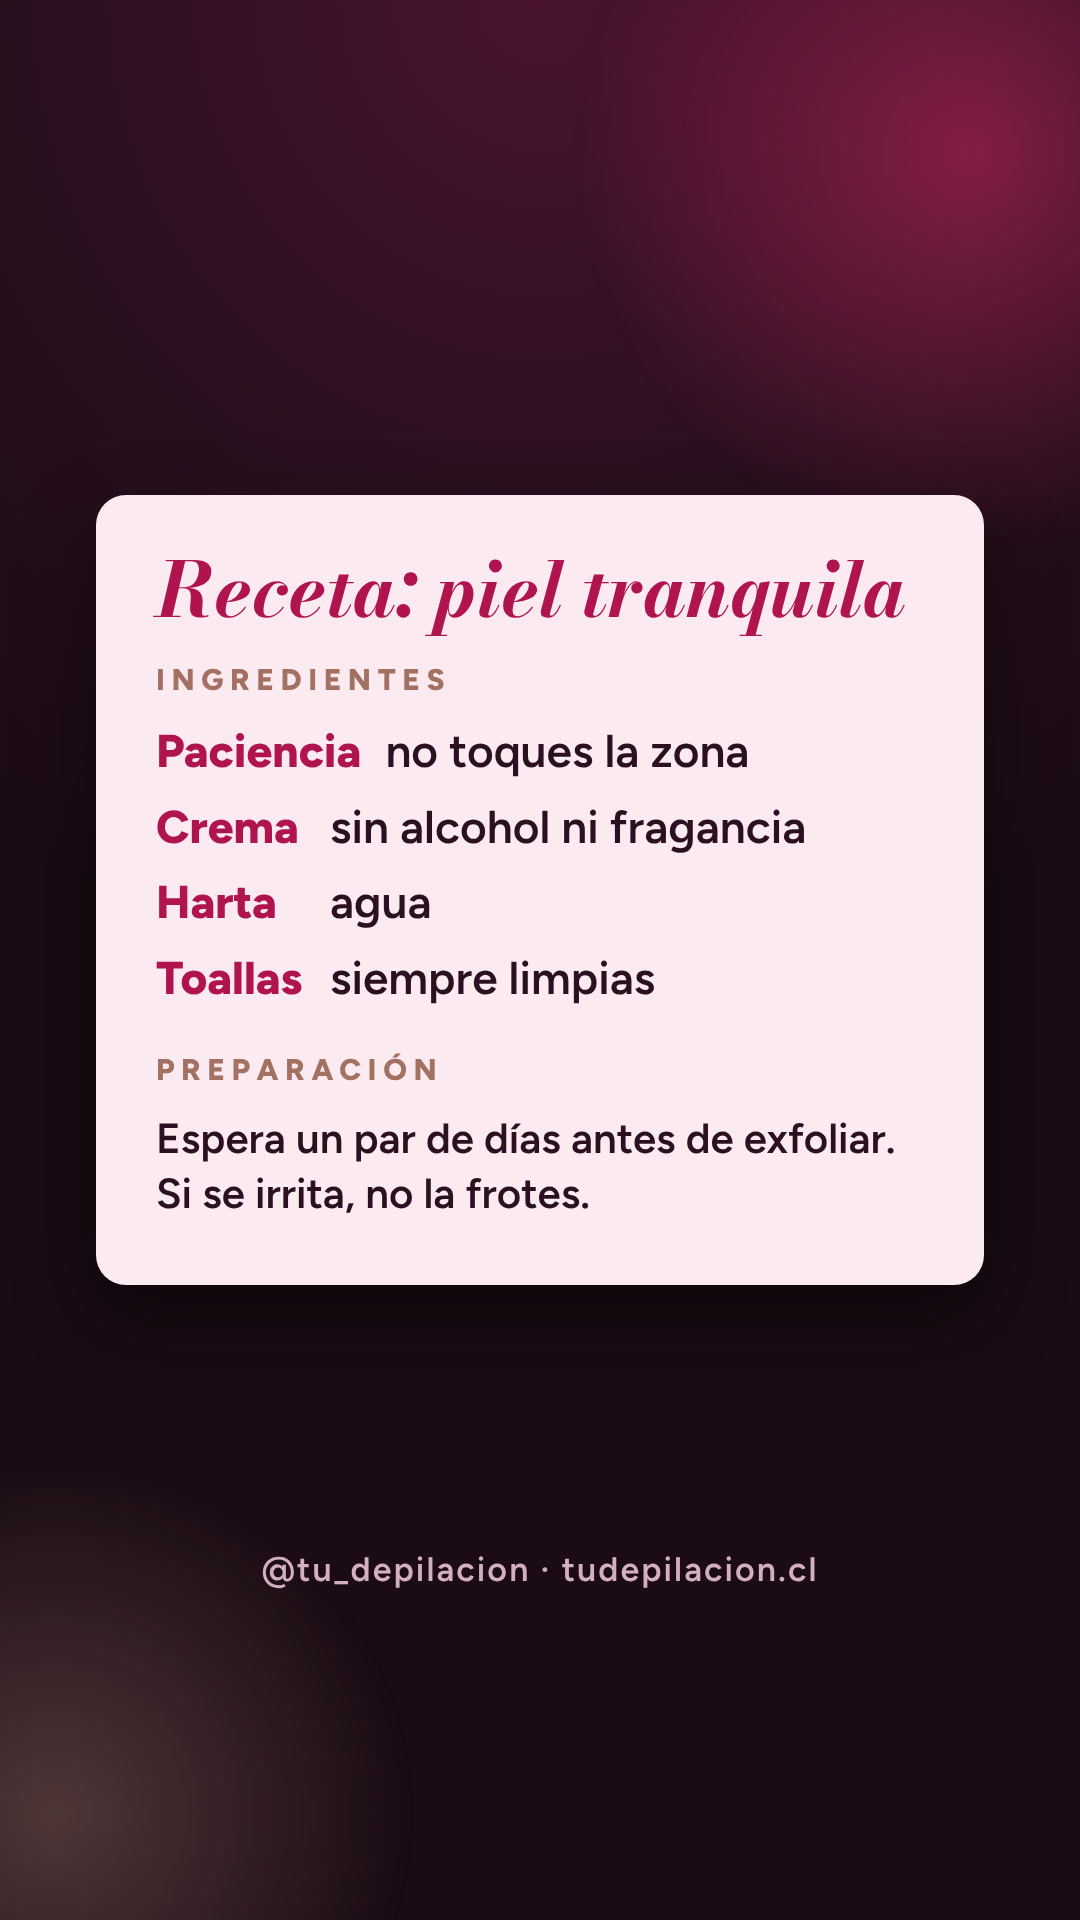 Receta: piel tranquila
INGREDIENTES
Paciencia no toques la zona
Crema sin alcohol ni fragancia
Harta agua
Toallas siempre limpias
PREPARACIÓN
Espera un par de días antes de exfoliar.
Si se irrita, no la frotes.
@tu_depilacion · tudepilacion.cl